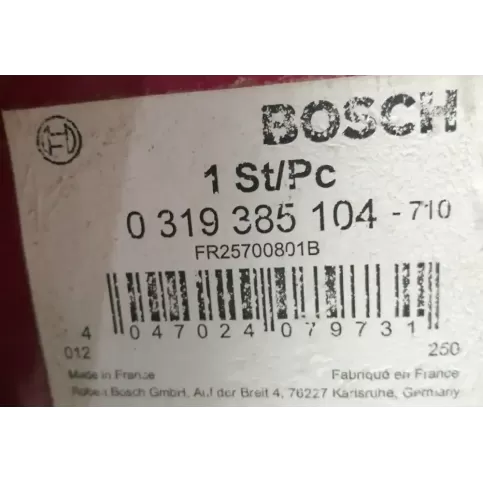 BOSCH
1 St/Pc
0 319 385 104 - 710
FR25700801B
4 047024 079731
012 250
Made in France Fabriqué en France
Robert Bosch GmbH, Auf der Breit 4, 76227 Karlsruhe, Germany